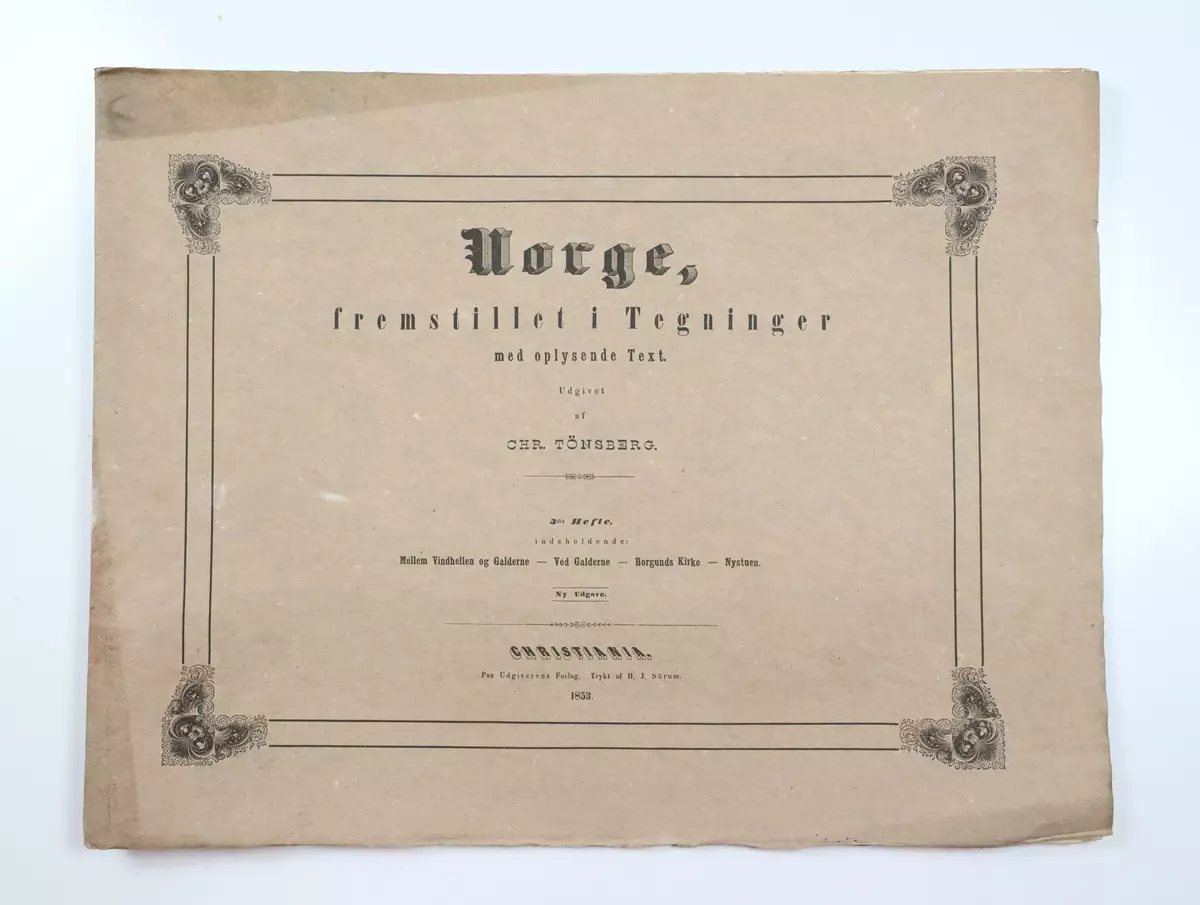 Norge,
fremstillet i Tegninger
med oplysende Text.
Udgivet
af
CHR. TÖNSBERG.
3die Hefte,
indeholdende:
Mellem Vindhellen og Galderne — Ved Galderne — Borgunds Kirke — Nystuen.
Ny Udgave.
CHRISTIANIA.
Paa Udgiverens Forlag. Trykt af H. J. Sörum.
1853.